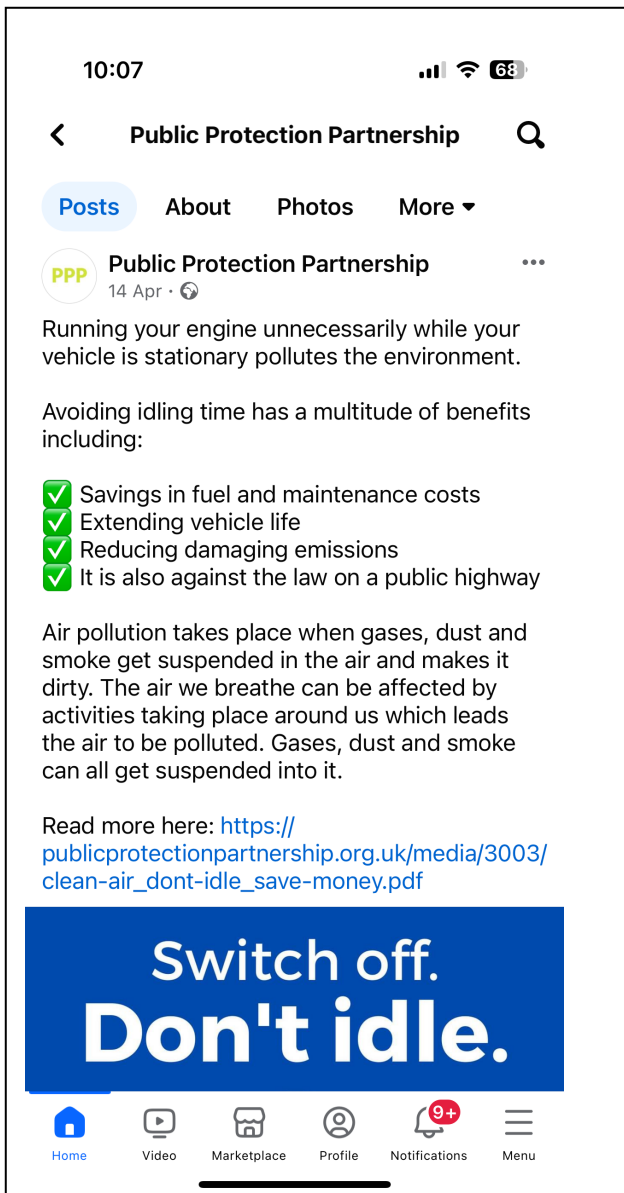 10:07
68
Public Protection Partnership
Posts About Photos More
PPP
Public Protection Partnership
14 Apr ·
Running your engine unnecessarily while your
vehicle is stationary pollutes the environment.
Avoiding idling time has a multitude of benefits
including:
✅ Savings in fuel and maintenance costs
✅ Extending vehicle life
✅ Reducing damaging emissions
✅ It is also against the law on a public highway
Air pollution takes place when gases, dust and
smoke get suspended in the air and makes it
dirty. The air we breathe can be affected by
activities taking place around us which leads
the air to be polluted. Gases, dust and smoke
can all get suspended into it.
Read more here: https://
publicprotectionpartnership.org.uk/media/3003/
clean-air_dont-idle_save-money.pdf
Switch off.
Don't idle.
9+
Home Video Marketplace Profile Notifications Menu